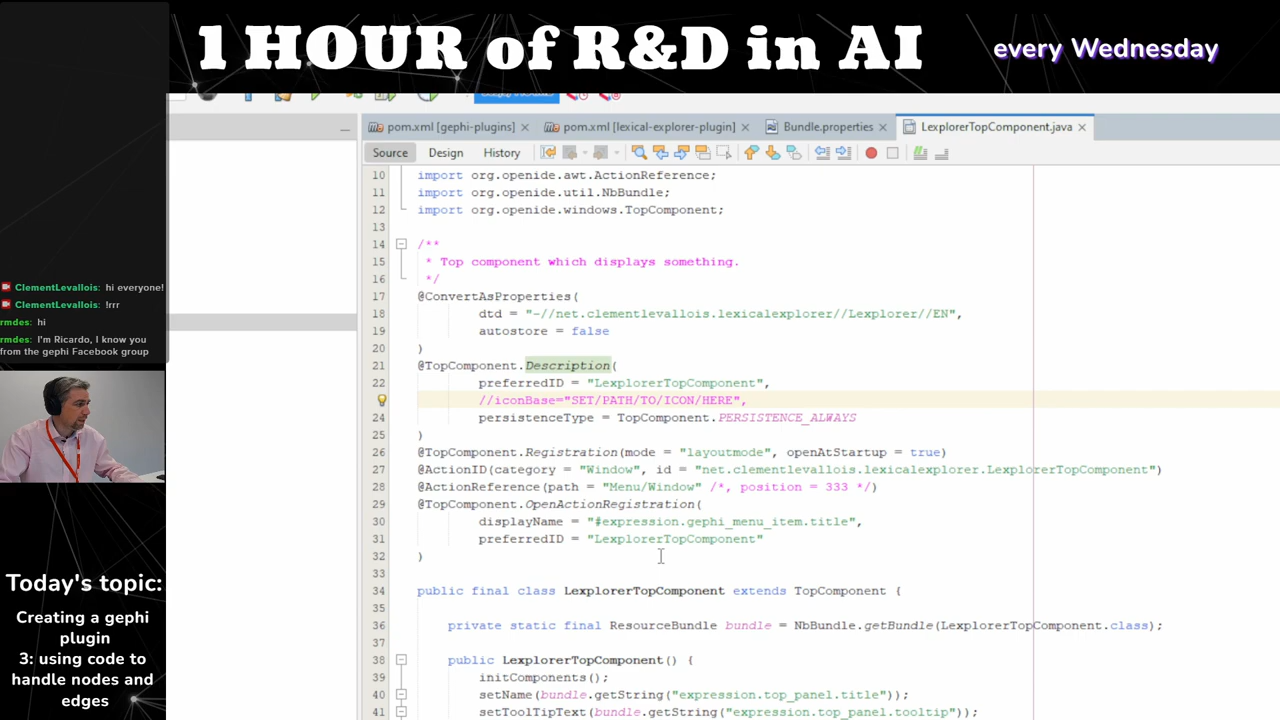 1 HOUR of R&D in AI
every Wednesday
pom.xml [gephi-plugins]
pom.xml [lexical-explorer-plugin]
Bundle.properties
LexplorerTopComponent.java
Source
Design
History
10 import org.openide.awt.ActionReference;
11 import org.openide.util.NbBundle;
12 import org.openide.windows.TopComponent;
13
14 /**
15 * Top component which displays something.
16 */
17 @ConvertAsProperties(
18 dtd = "-//net.clementlevallois.lexicalexplorer//Lexplorer//EN",
19 autostore = false
20 )
21 @TopComponent.Description(
22 preferredID = "LexplorerTopComponent",
//iconBase="SET/PATH/TO/ICON/HERE",
24 persistenceType = TopComponent.PERSISTENCE_ALWAYS
25 )
26 @TopComponent.Registration(mode = "layoutmode", openAtStartup = true)
27 @ActionID(category = "Window", id = "net.clementlevallois.lexicalexplorer.LexplorerTopComponent")
28 @ActionReference(path = "Menu/Window" /*, position = 333 */)
29 @TopComponent.OpenActionRegistration(
30 displayName = "#expression.gephi_menu_item.title",
31 preferredID = "LexplorerTopComponent"
32 )
33
34 public final class LexplorerTopComponent extends TopComponent {
35
36 private static final ResourceBundle bundle = NbBundle.getBundle(LexplorerTopComponent.class);
37
38 public LexplorerTopComponent() {
39 initComponents();
40 setName(bundle.getString("expression.top_panel.title"));
41 setToolTipText(bundle.getString("expression.top_panel.tooltip"));
ClementLevallois: hi everyone!
ClementLevallois: !rrr
rmdes: hi
rmdes: I'm Ricardo, I know you
from the gephi Facebook group
Today's topic:
Creating a gephi
plugin
3: using code to
handle nodes and
edges